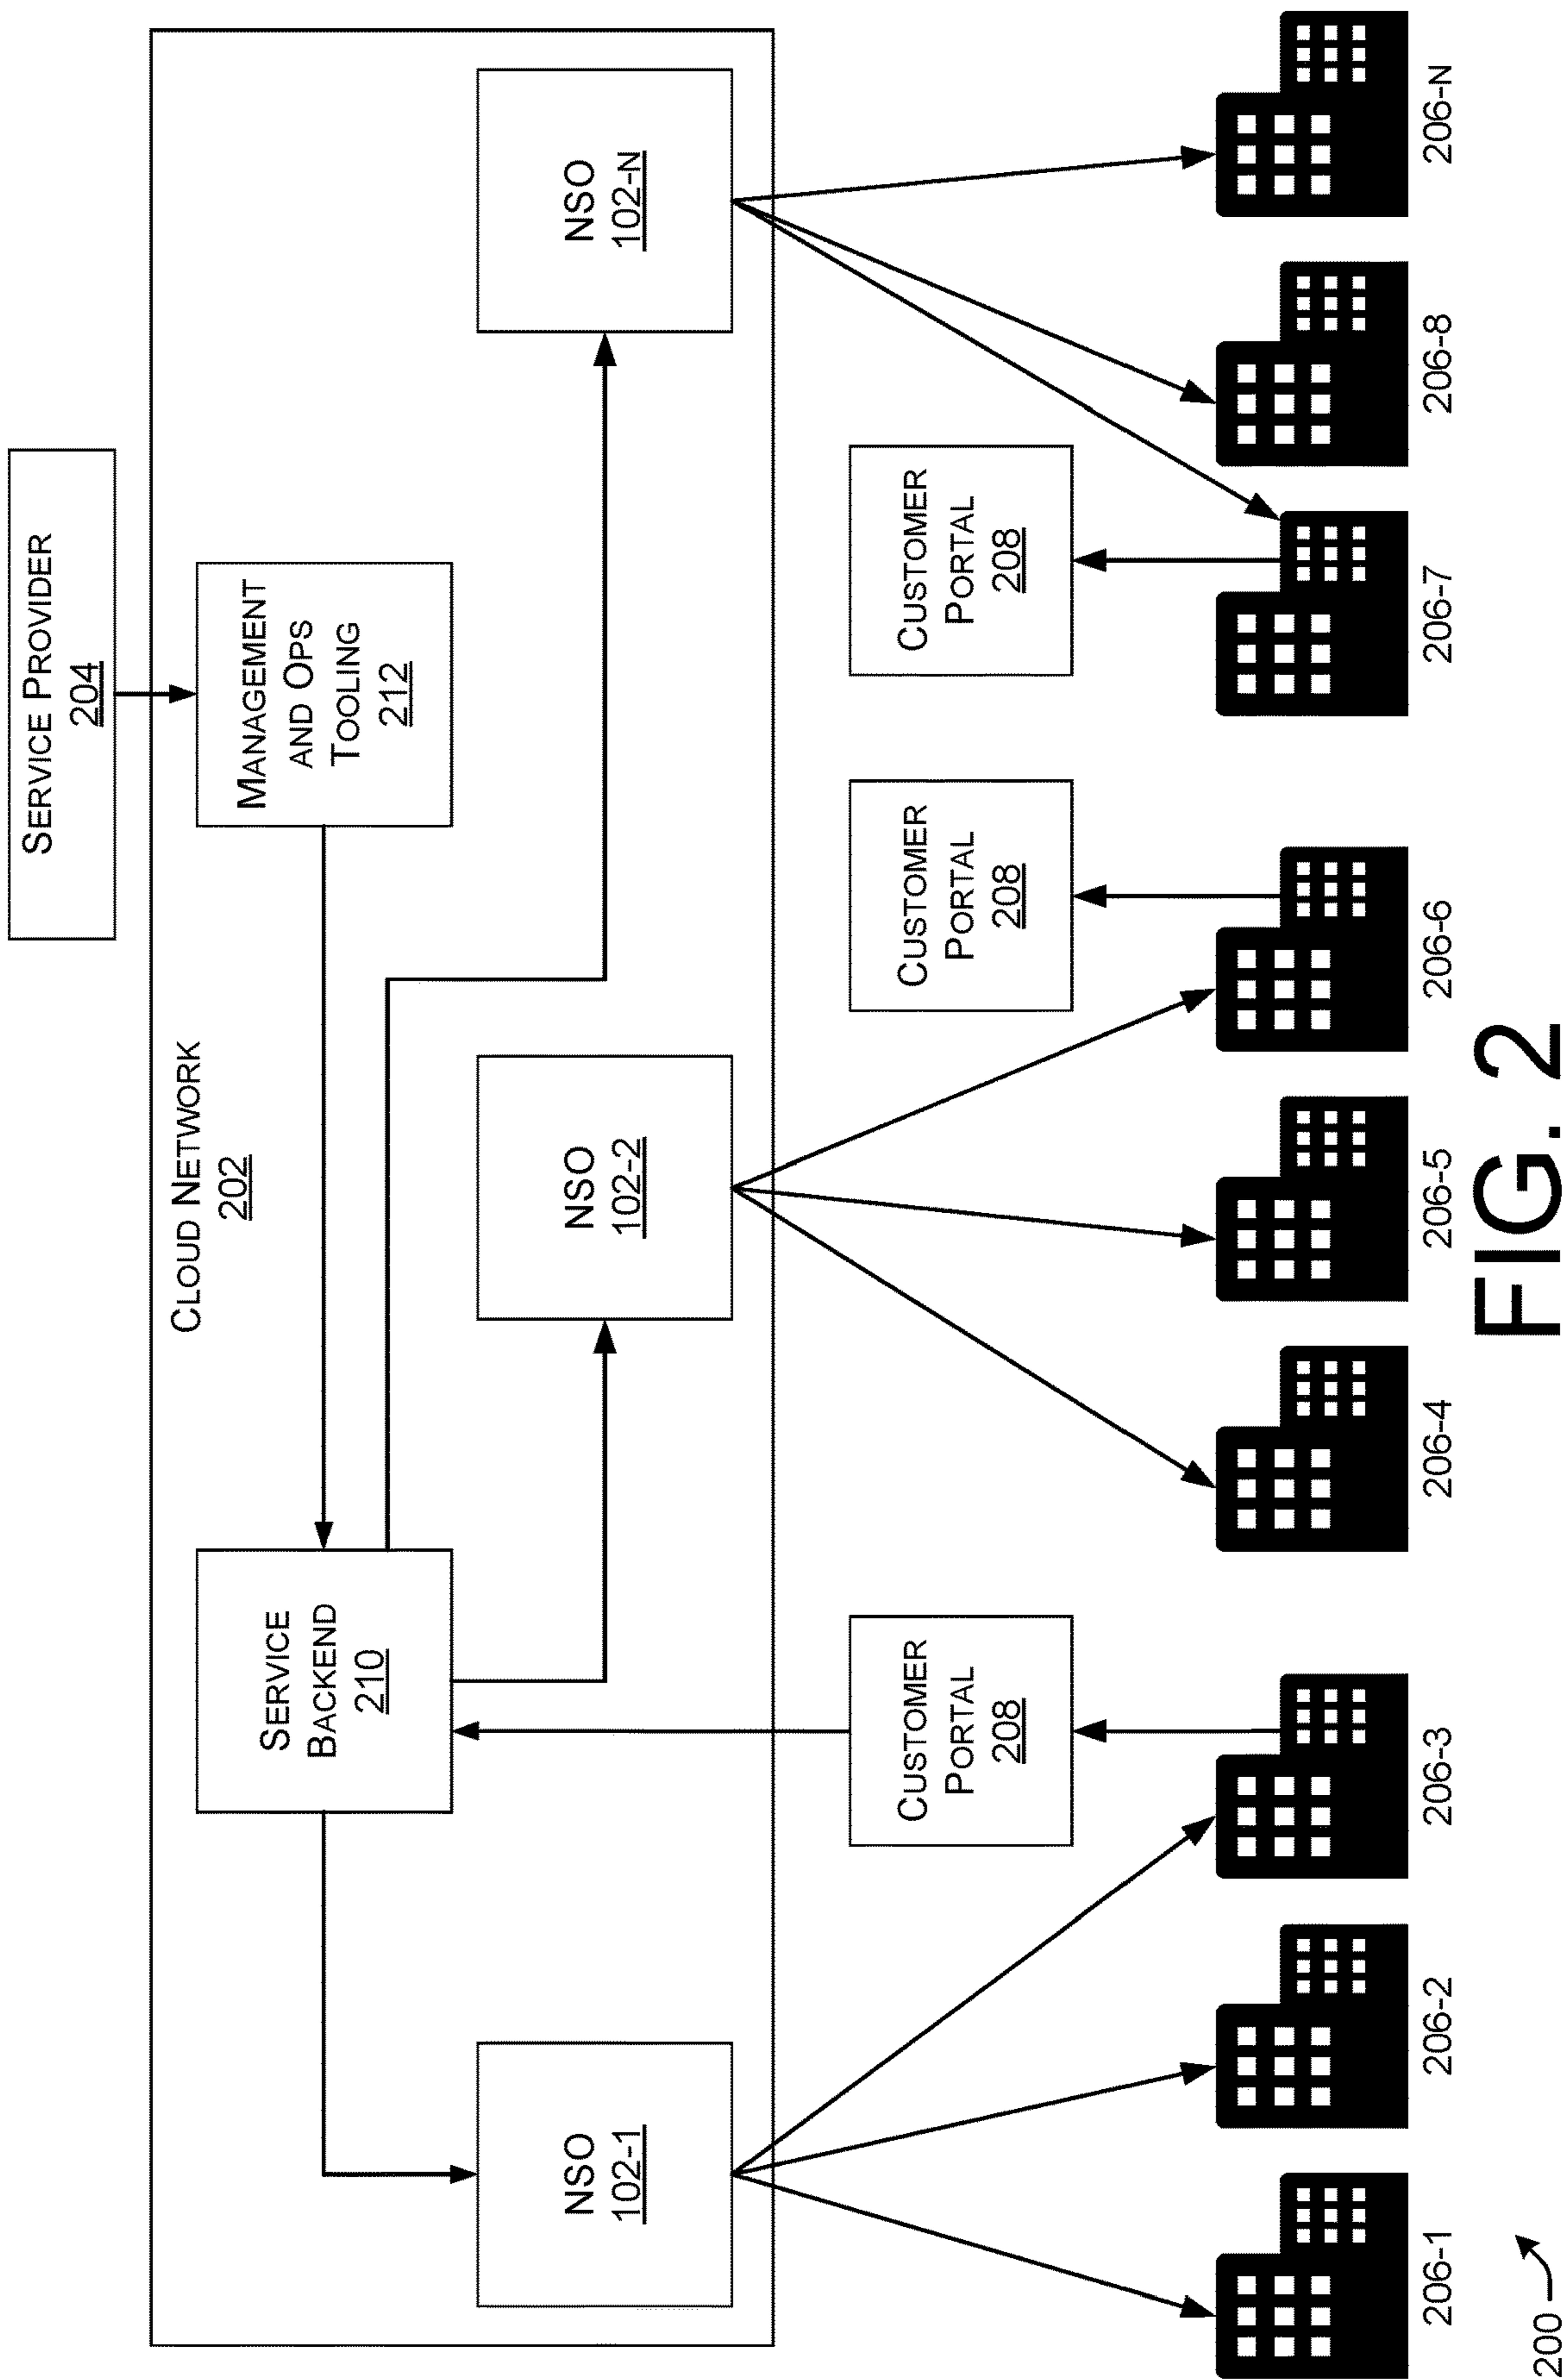 SERVICE PROVIDER
204
CLOUD NETWORK
202
SERVICE
BACKEND
210
MANAGEMENT
AND OPS
TOOLING
212
NSO
102-1
NSO
102-2
NSO
102-N
CUSTOMER
PORTAL
208
CUSTOMER
PORTAL
208
CUSTOMER
PORTAL
208
206-1
206-2
206-3
206-4
206-5
206-6
206-7
206-8
206-N
200
FIG. 2